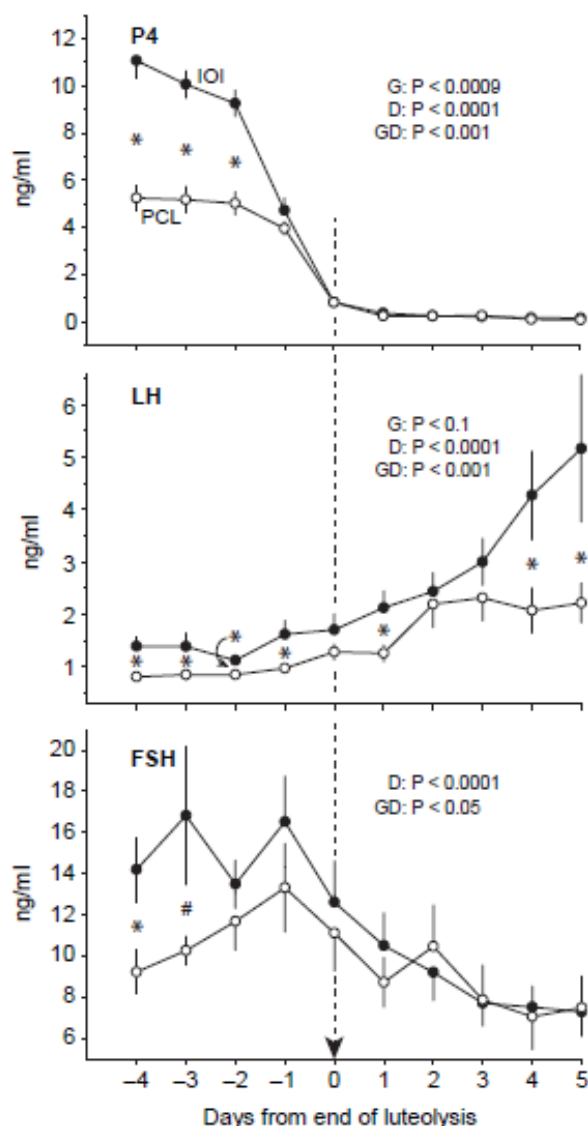 P4
IOI
PCL
G: P < 0.0009
D: P < 0.0001
GD: P < 0.001
ng/ml
12
10
8
6
4
2
0
*
*
*
LH
G: P < 0.1
D: P < 0.0001
GD: P < 0.001
ng/ml
6
5
4
3
2
1
*
*
*
*
*
*
*
FSH
D: P < 0.0001
GD: P < 0.05
ng/ml
20
18
16
14
12
10
8
6
*
#
–4 –3 –2 –1 0 1 2 3 4 5
Days from end of luteolysis